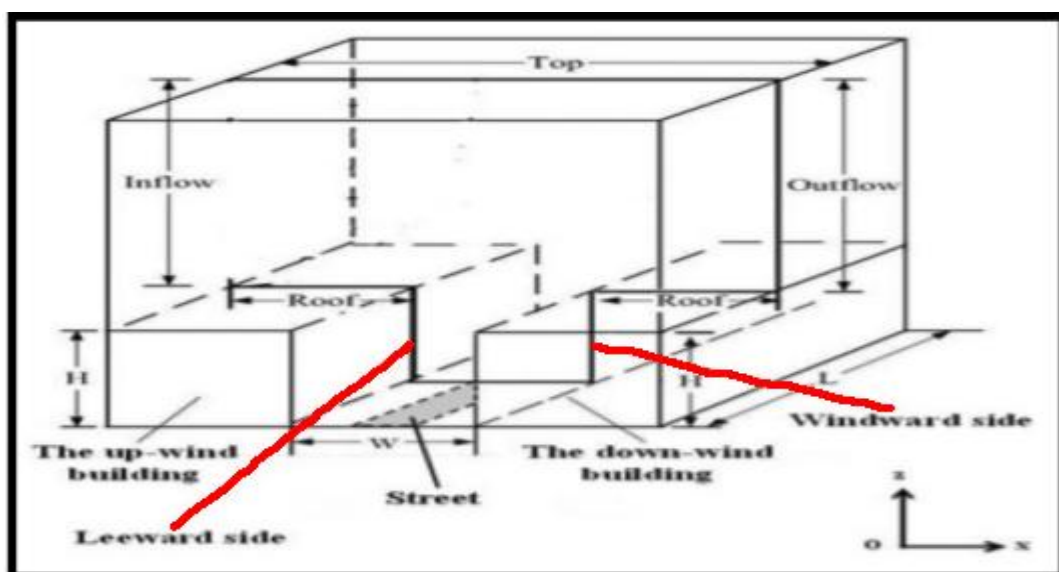 Top
Inflow
Outflow
Roof
Roof
H
H
L
Windward side
The up-wind
building
W
The down-wind
building
Street
Leeward side
z
o
x